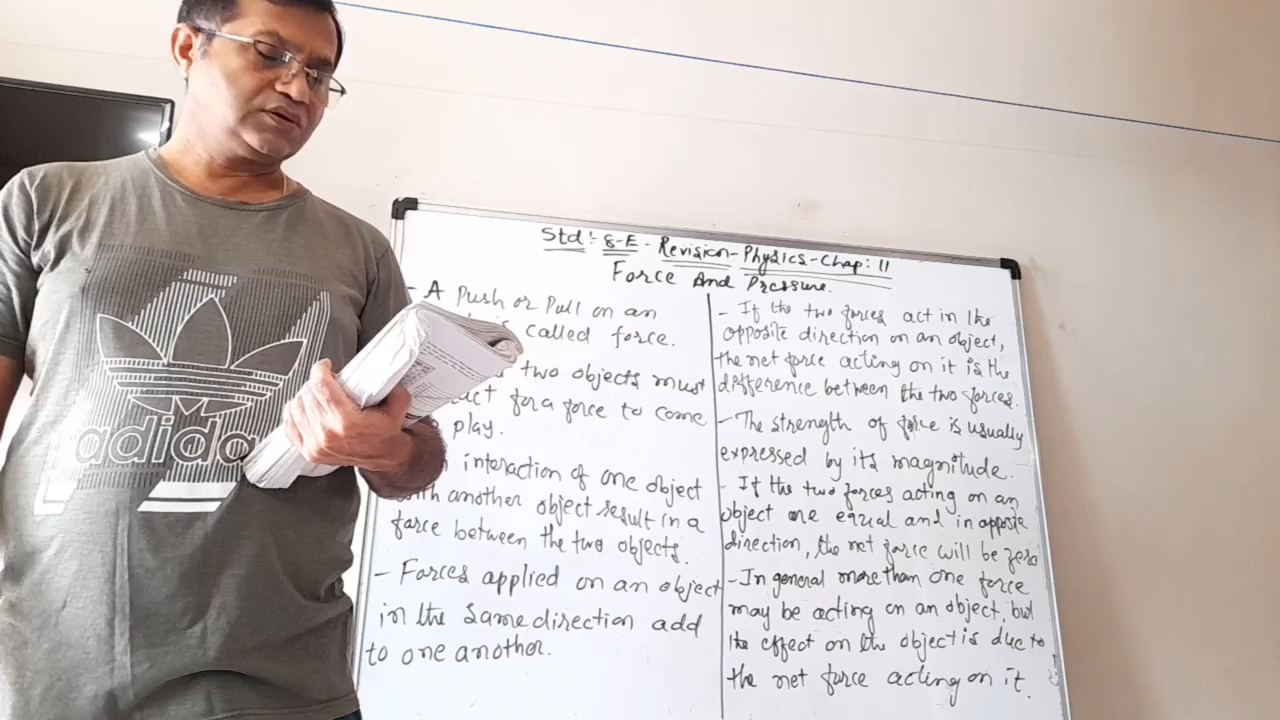 Std:- 8-E - Revision - Physics - Chap: 11
Force And Pressure.
- A Push or Pull on an
is called force.
two objects must
for a force to come
play.
interaction of one object
with another object result in a
force between the two objects.
- Forces applied on an object
in the same direction add
to one another.
- If the two forces act in the
opposite direction on an object,
the net force acting on it is the
difference between the two forces.
- The strength of force is usually
expressed by its magnitude.
- If the two forces acting on an
object are equal and in opposite
direction, the net force will be zero
- In general more than one force
may be acting on an object, but
the effect on the object is due to
the net force acting on it.
adidas